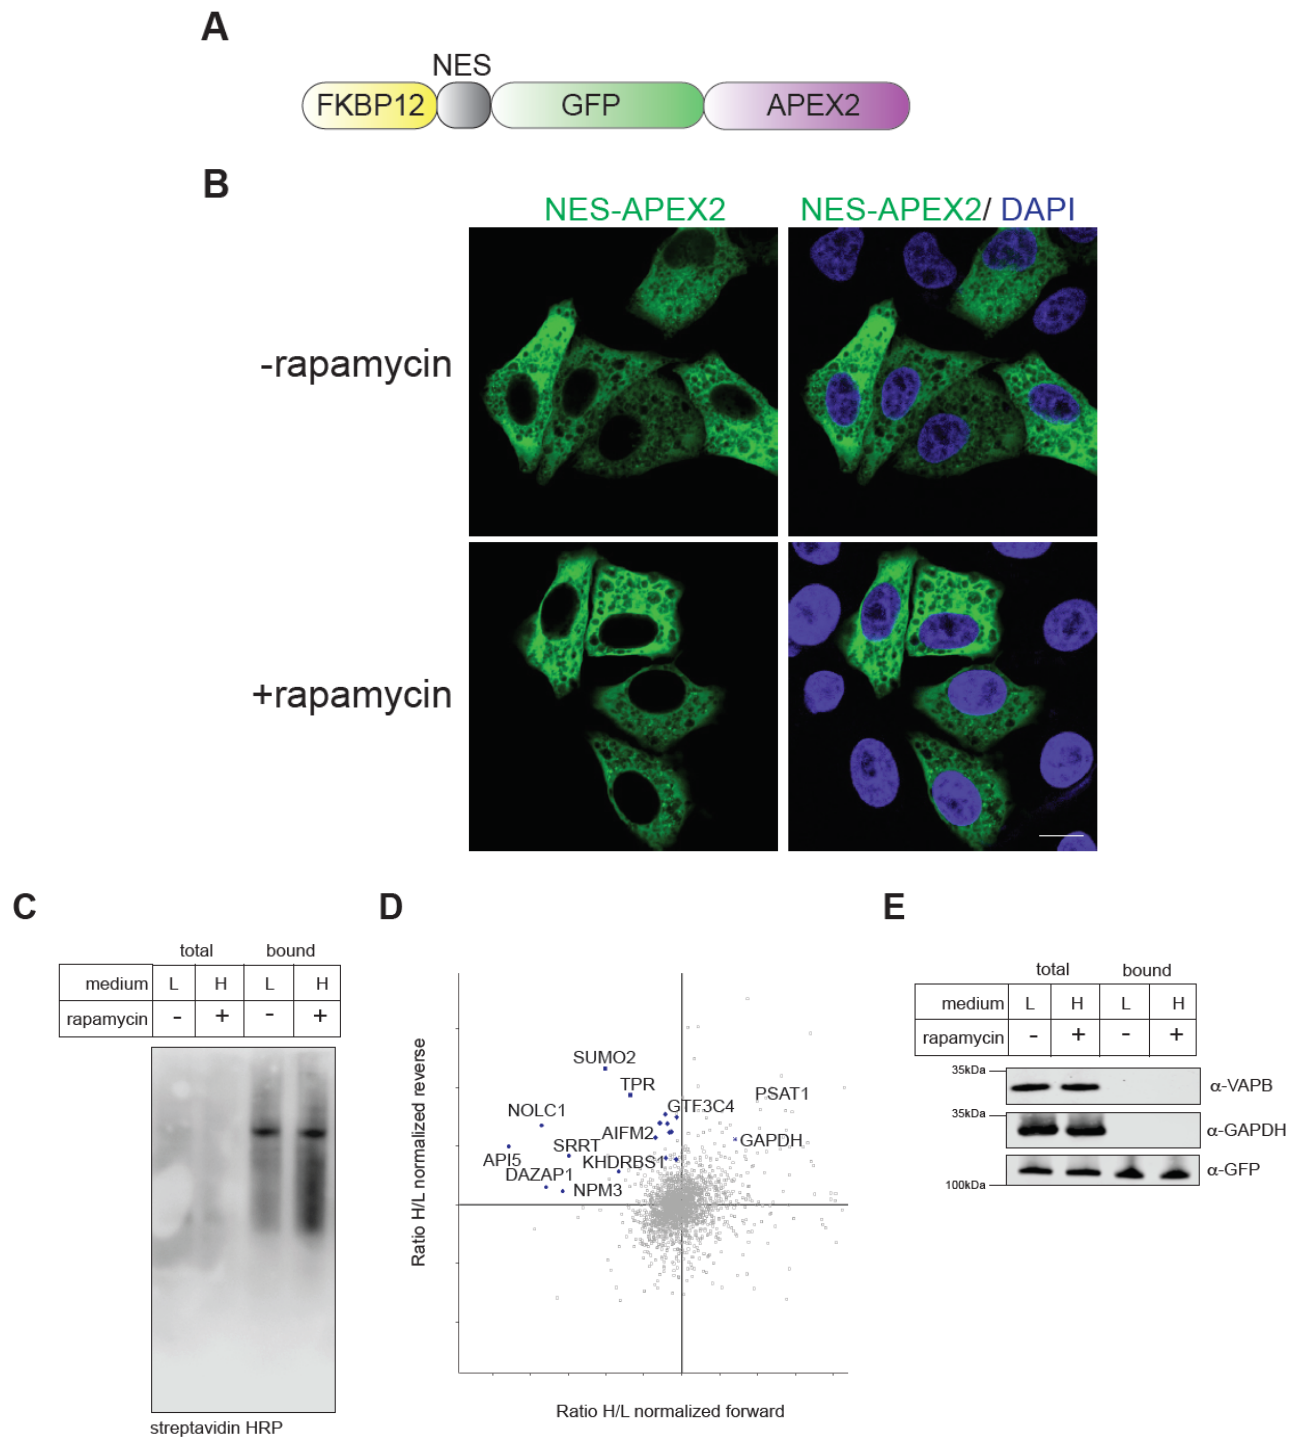 A
NES
FKBP12 GFP APEX2
B
NES-APEX2 NES-APEX2/ DAPI
-rapamycin
+rapamycin
C
total bound
medium L H L H
rapamycin - + - +
streptavidin HRP
D
Ratio H/L normalized reverse
SUMO2
TPR
PSAT1
NOLC1 GTF3C4
AIFM2 GAPDH
SRRT
API5 KHDRBS1
DAZAP1
NPM3
Ratio H/L normalized forward
E
total bound
medium L H L H
rapamycin - + - +
35kDa
α-VAPB
35kDa
α-GAPDH
α-GFP
100kDa